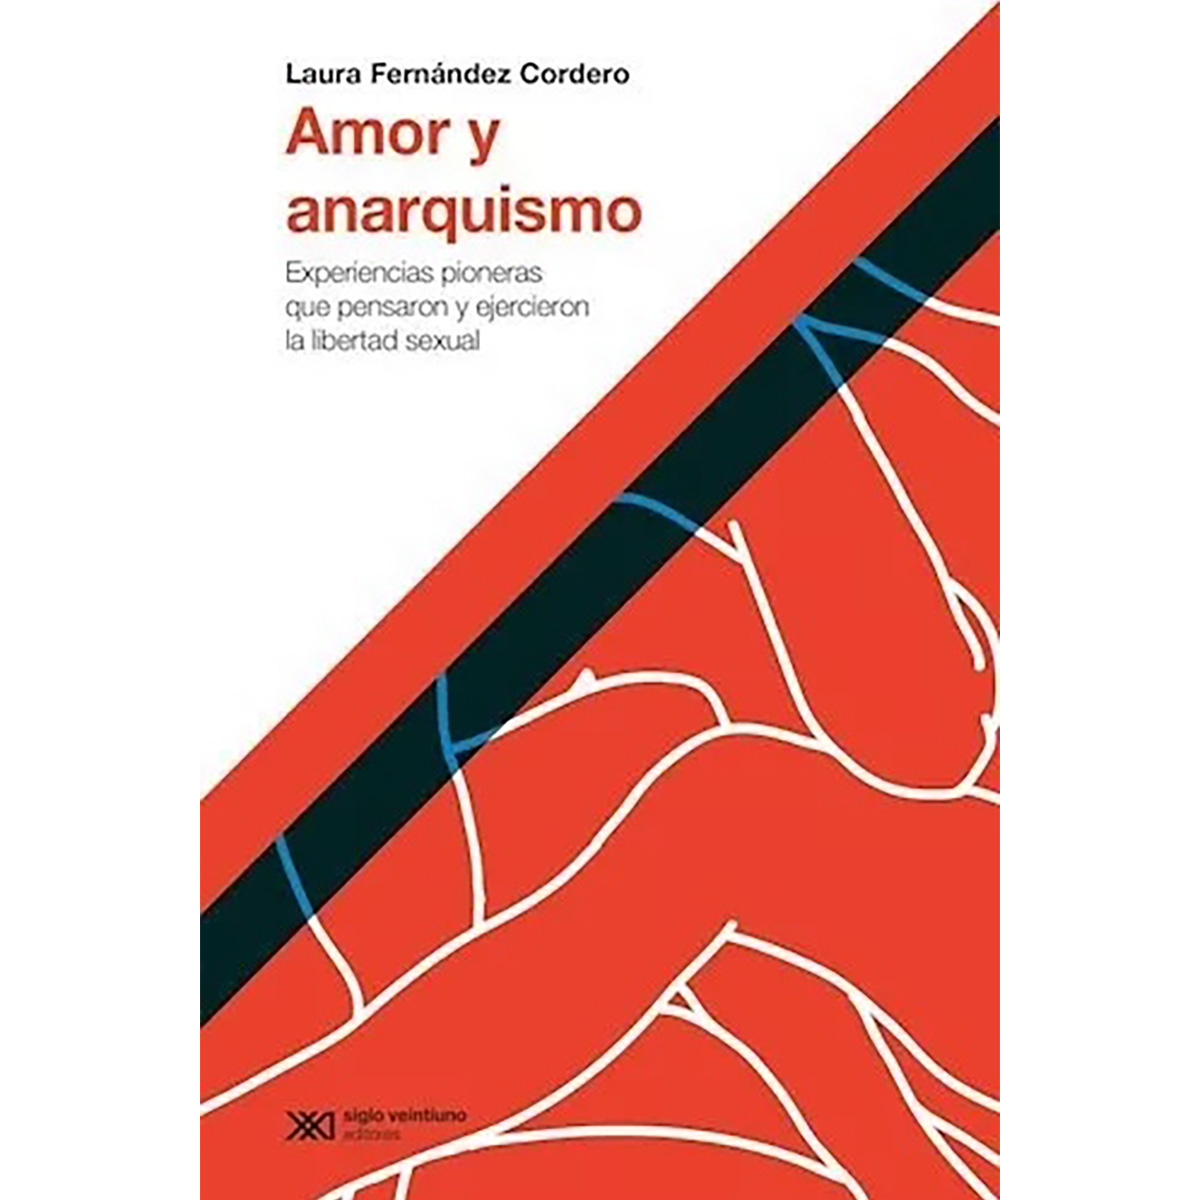 Laura Fernández Cordero
Amor y
anarquismo
Experiencias pioneras
que pensaron y ejercieron
la libertad sexual
siglo veintiuno
editores